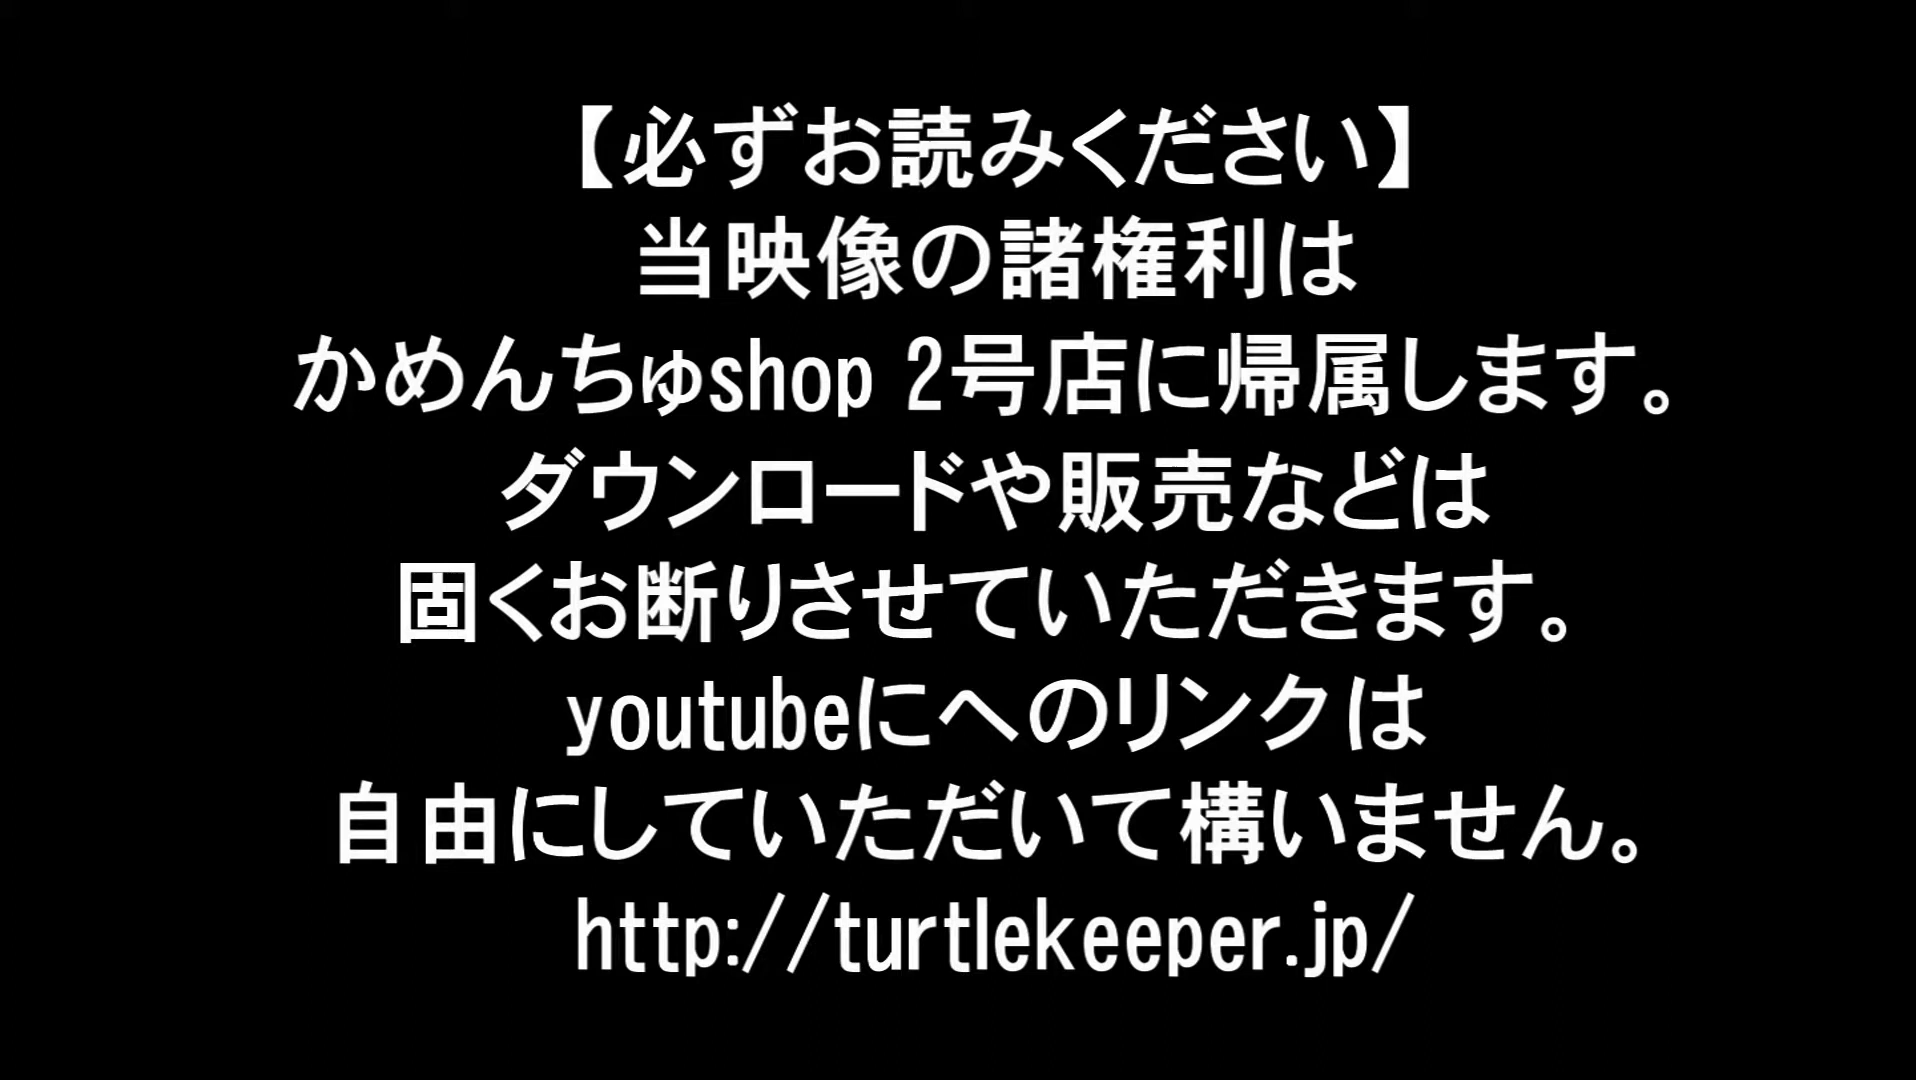 【必ずお読みください】
当映像の諸権利は
かめんちゅshop 2号店に帰属します。
ダウンロードや販売などは
固くお断りさせていただきます。
youtubeにへのリンクは
自由にしていただいて構いません。
http://turtlekeeper.jp/